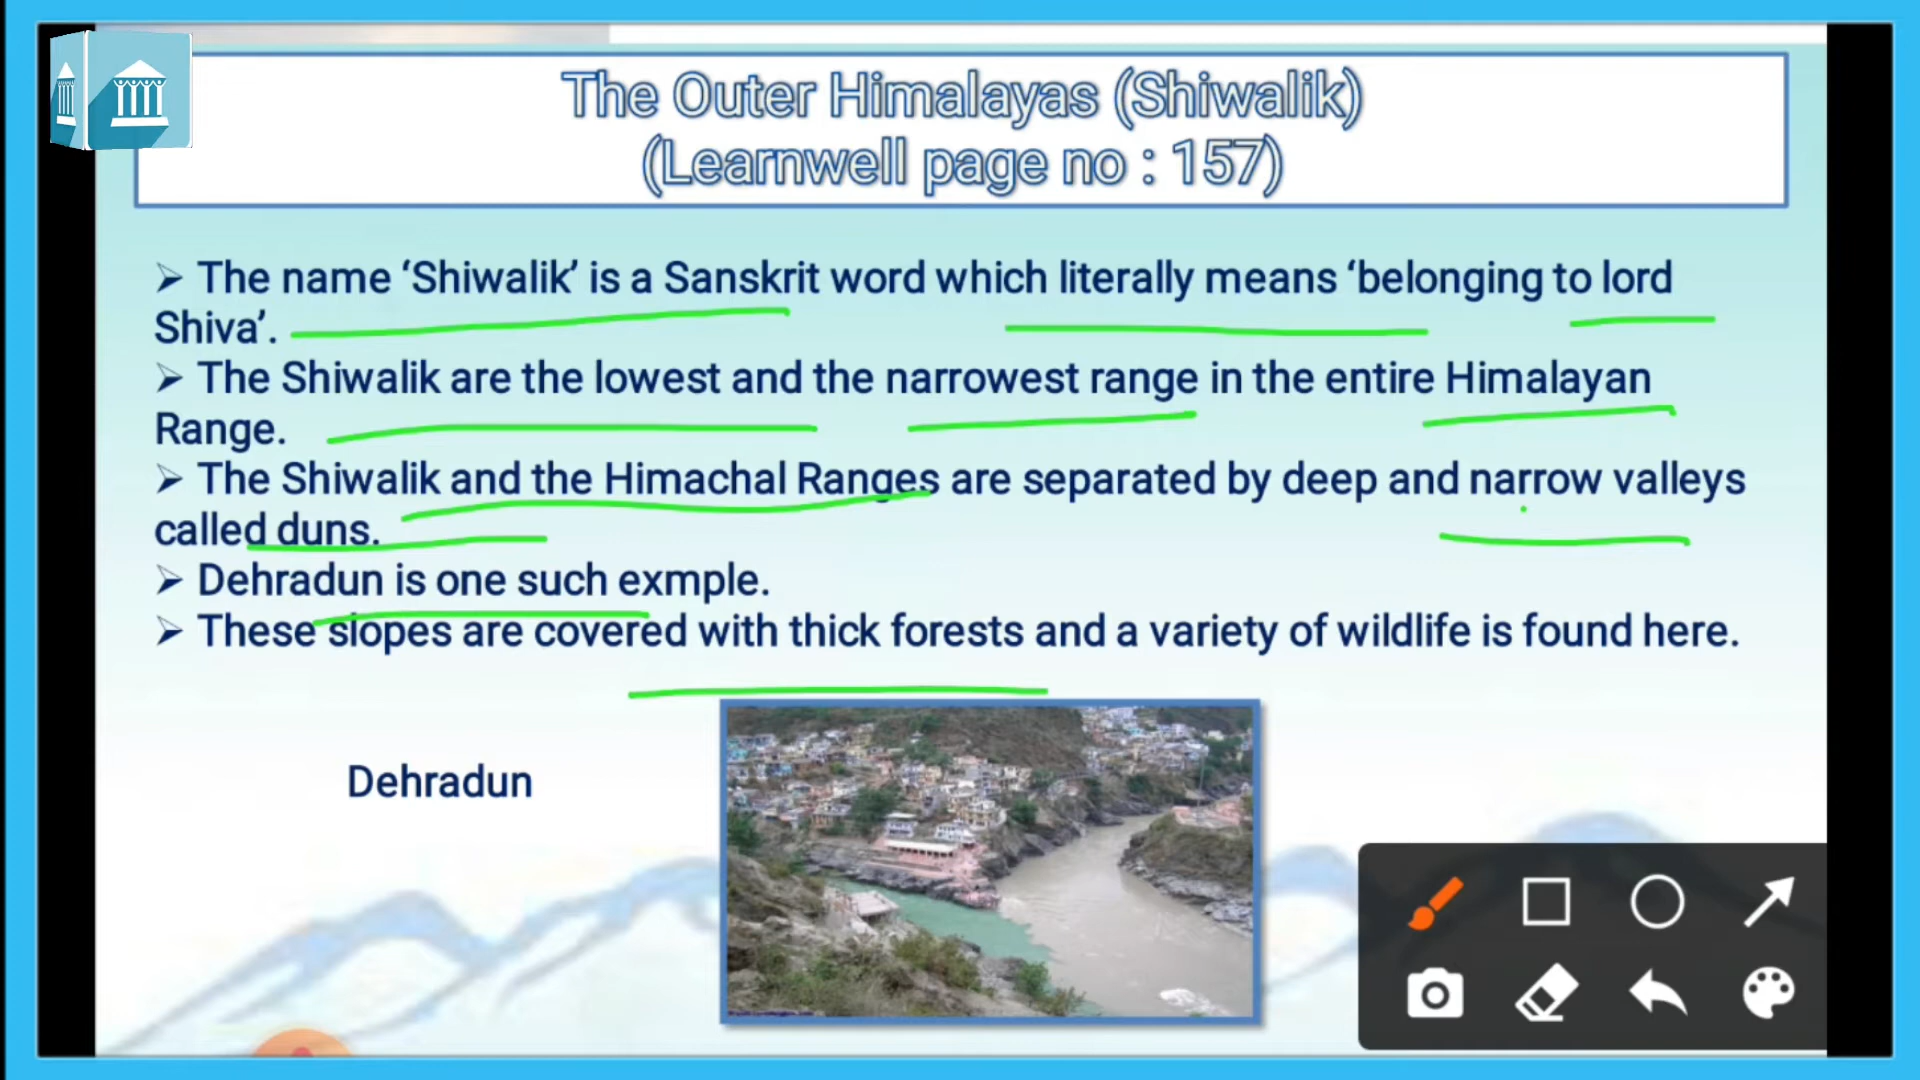 The Outer Himalayas (Shiwalik)
(Learnwell page no : 157)
➢ The name ‘Shiwalik’ is a Sanskrit word which literally means ‘belonging to lord
Shiva’.
➢ The Shiwalik are the lowest and the narrowest range in the entire Himalayan
Range.
➢ The Shiwalik and the Himachal Ranges are separated by deep and narrow valleys
called duns.
➢ Dehradun is one such exmple.
➢ These slopes are covered with thick forests and a variety of wildlife is found here.
Dehradun